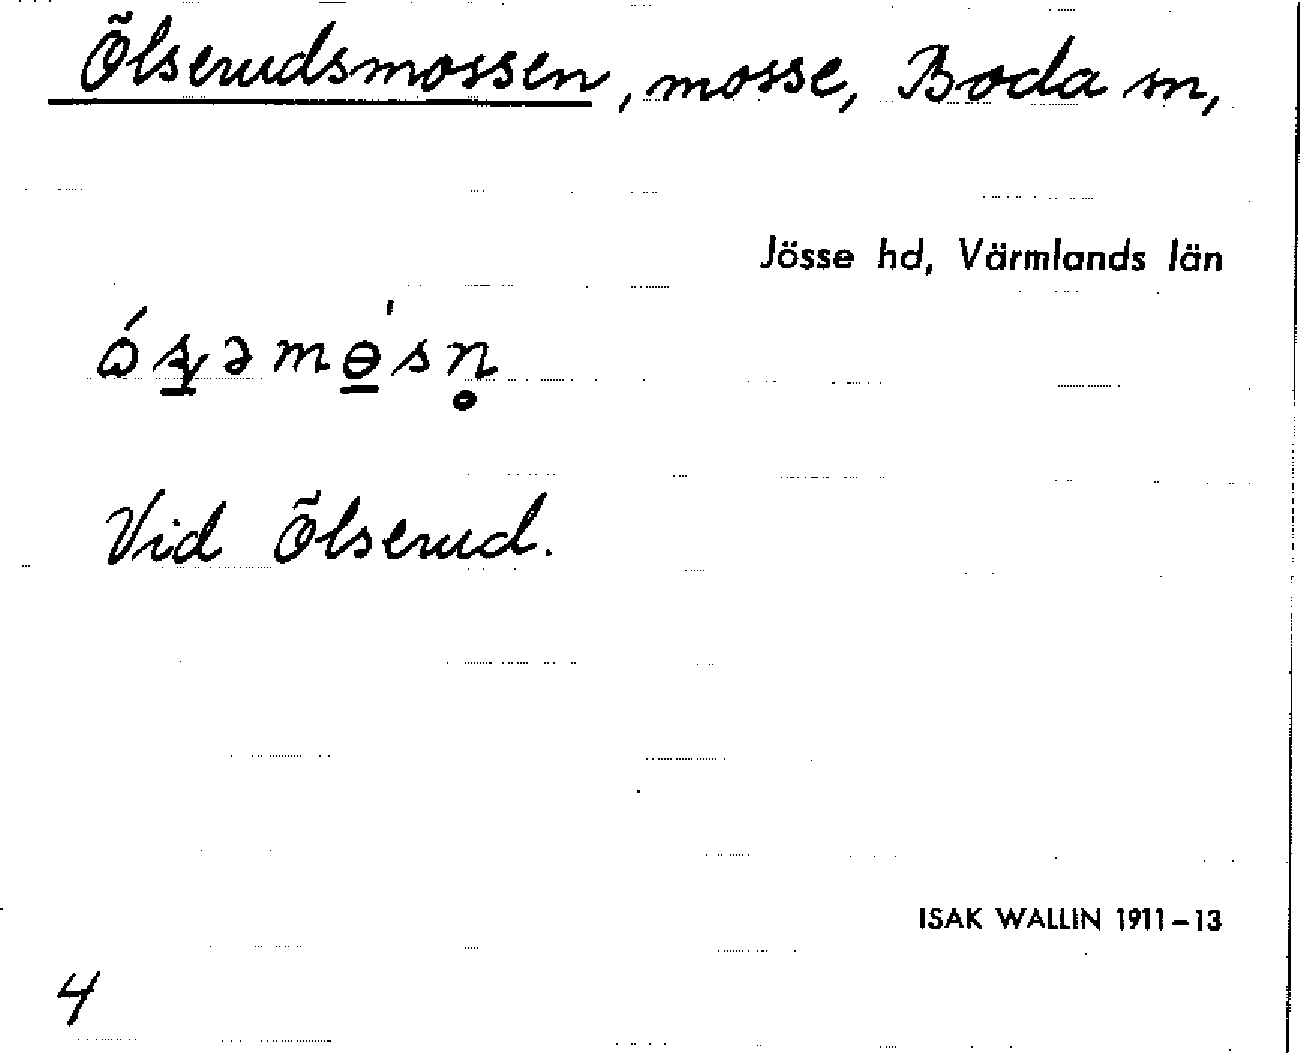 Õlserudsmossen, mosse, Boda sn,
Jösse hd, Värmlands län
Vid Õlserud.
ISAK WALLIN 1911–13
4